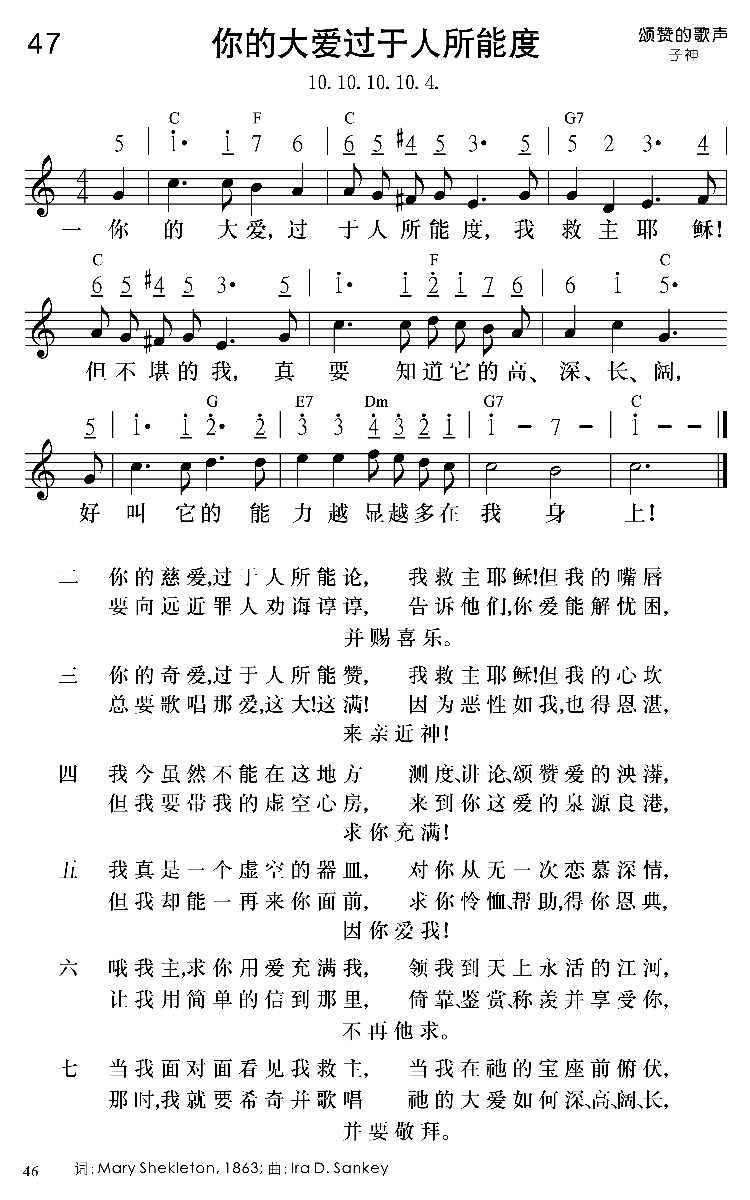 47
你的大爱过于人所能度
颂赞的歌声
子神
10. 10. 10. 10. 4.
C F C G7
5 | 1· 1 7 6 | 6 5 #4 5 3· 5 | 5 2 3· 4 |
一 你 的 大 爱, 过 于 人 所 能 度, 我 救 主 耶 稣!
C F C
6 5 #4 5 3· 5 | 1· 1 2 1 7 6 | 6 1 5·
但 不 堪 的 我, 真 要 知 道 它 的 高、深、长、阔,
G E7 Dm G7 C
5 | 1· 1 2· 2 | 3 3 4 3 2 1 | 1 – 7 – | 1 – ‖
好 叫 它 的 能 力 越 显 越 多 在 我 身 上!
二 你的慈爱,过于人所能论, 我救主耶稣!但我的嘴唇
要向远近罪人劝诲谆谆, 告诉他们,你爱能解忧困,
并赐喜乐。
三 你的奇爱,过于人所能赞, 我救主耶稣!但我的心坎
总要歌唱那爱,这大!这满! 因为恶性如我,也得恩湛,
来亲近神!
四 我今虽然不能在这地方 测度、讲论、颂赞爱的泱漭,
但我要带我的虚空心房, 来到你这爱的泉源良港,
求你充满!
五 我真是一个虚空的器皿, 对你从无一次恋慕深情,
但我却能一再来你面前, 求你怜恤、帮助,得你恩典,
因你爱我!
六 哦我主,求你用爱充满我, 领我到天上永活的江河,
让我用简单的信到那里, 倚靠、鉴赏、称羡并享受你,
不再他求。
七 当我面对面看见我救主, 当我在祂的宝座前俯伏,
那时,我就要希奇并歌唱 祂的大爱如何深、高、阔、长,
并要敬拜。
46 词: Mary Shekleton, 1863; 曲: Ira D. Sankey